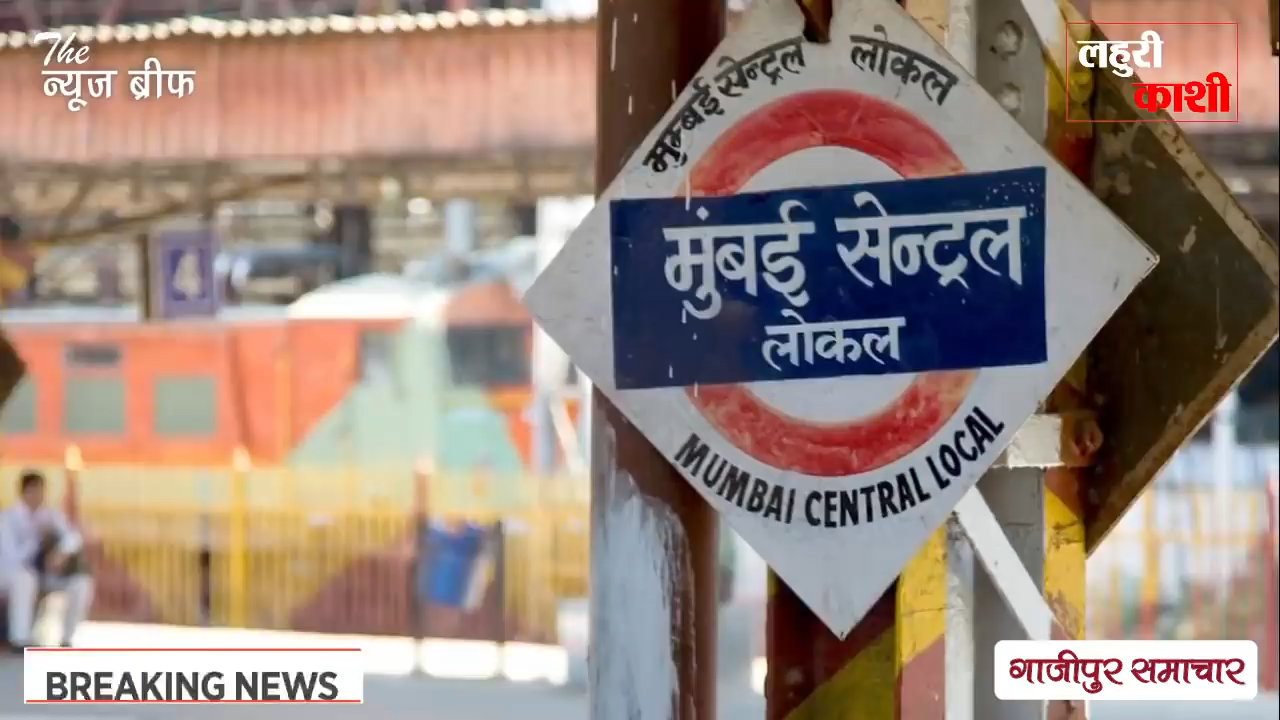 The
न्यूज ब्रीफ
लहुरी
काशी
मुम्बई सेन्ट्रल लोकल
4
मुंबई सेन्ट्रल
लोकल
MUMBAI CENTRAL LOCAL
BREAKING NEWS
गाजीपुर समाचार